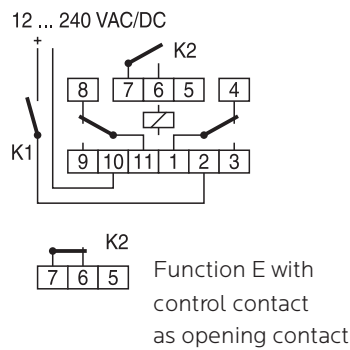 12 ... 240 VAC/DC
+
K2
8 7 6 5 4
K1
9 10 11 1 2 3
K2
7 6 5
Function E with
control contact
as opening contact